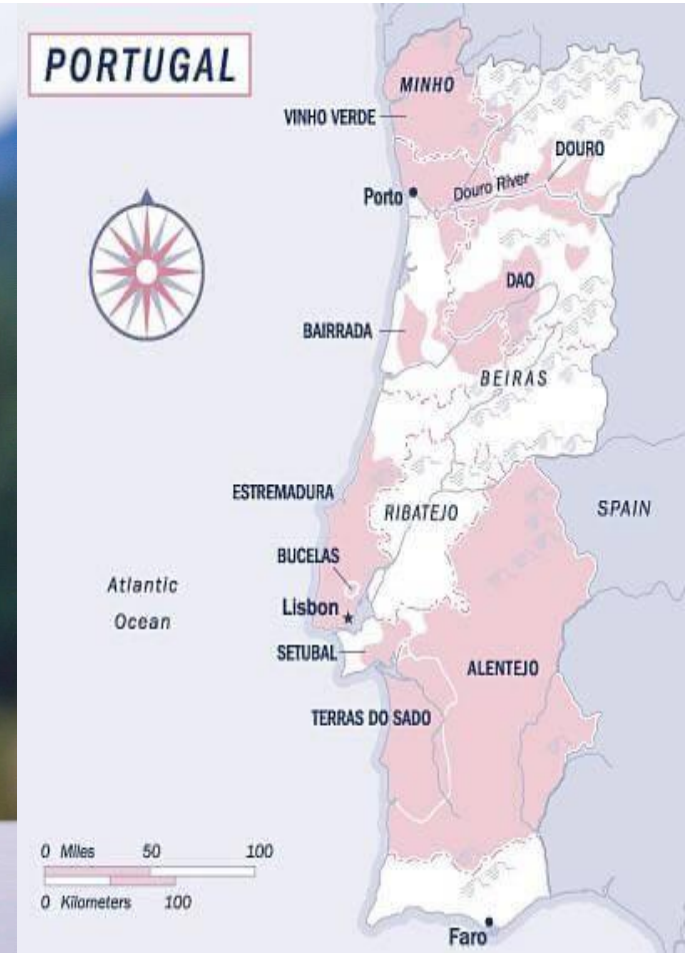 PORTUGAL
MINHO
VINHO VERDE
DOURO
Porto
Douro River
DAO
BAIRRADA
BEIRAS
ESTREMADURA
RIBATEJO
SPAIN
BUCELAS
Atlantic
Ocean
Lisbon
SETUBAL
ALENTEJO
TERRAS DO SADO
0 Miles 50 100
0 Kilometers 100
Faro